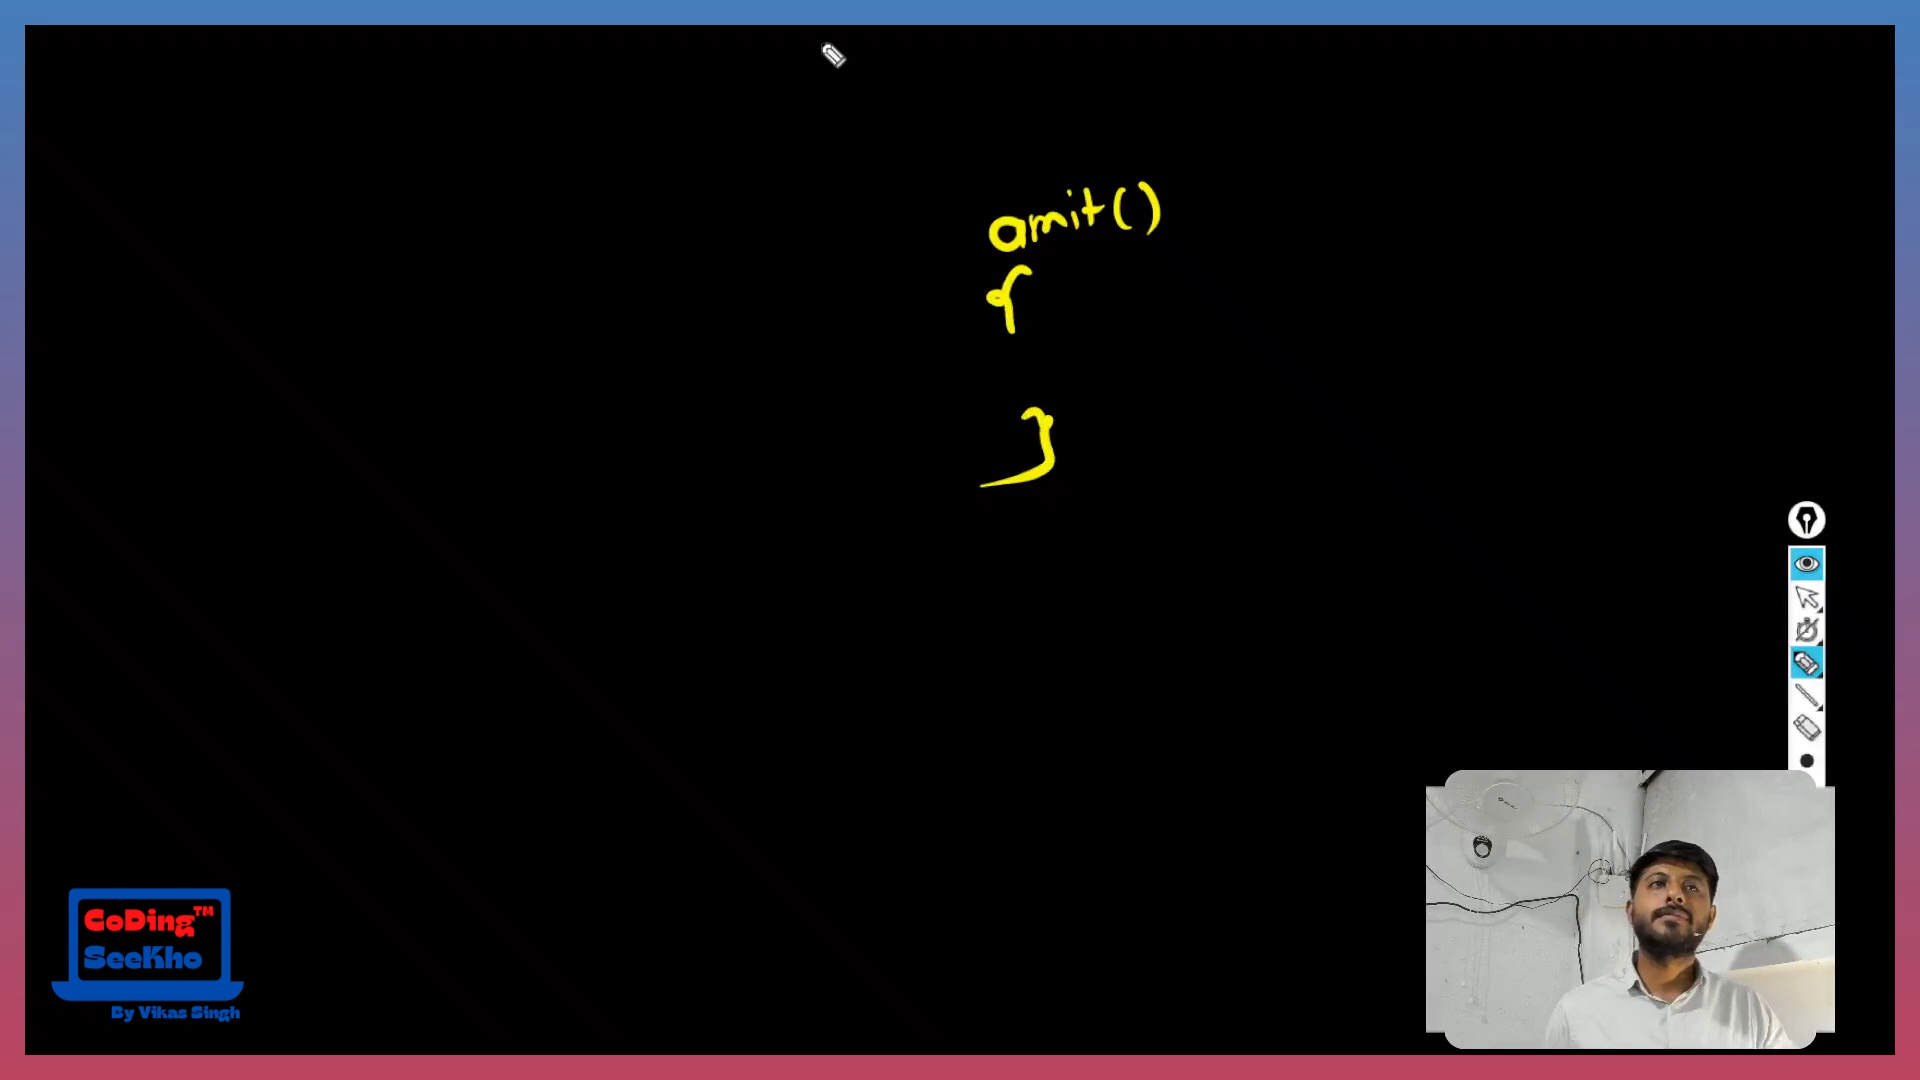 amit()
{
}
CoDing™
SeeKho
By Vikas Singh